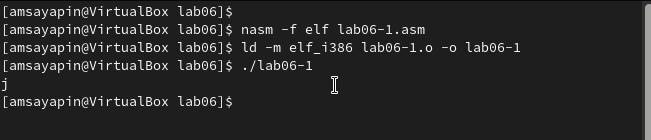 [amsayapin@VirtualBox lab06]$
[amsayapin@VirtualBox lab06]$ nasm -f elf lab06-1.asm
[amsayapin@VirtualBox lab06]$ ld -m elf_i386 lab06-1.o -o lab06-1
[amsayapin@VirtualBox lab06]$ ./lab06-1
j
[amsayapin@VirtualBox lab06]$